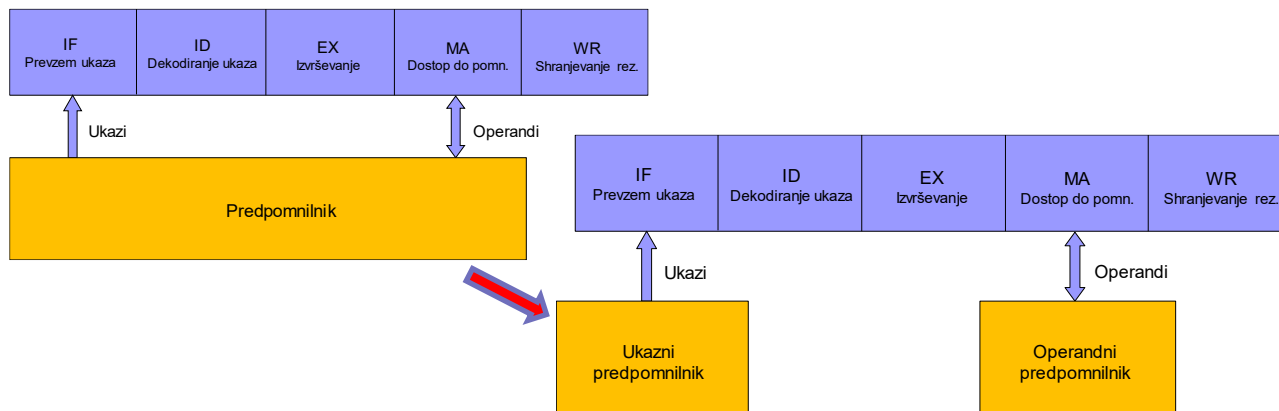 IF
Prevzem ukaza
ID
Dekodiranje ukaza
EX
Izvrševanje
MA
Dostop do pomn.
WR
Shranjevanje rez.
Ukazi
Operandi
Predpomnilnik
IF
Prevzem ukaza
ID
Dekodiranje ukaza
EX
Izvrševanje
MA
Dostop do pomn.
WR
Shranjevanje rez.
Ukazi
Operandi
Ukazni
predpomnilnik
Operandni
predpomnilnik